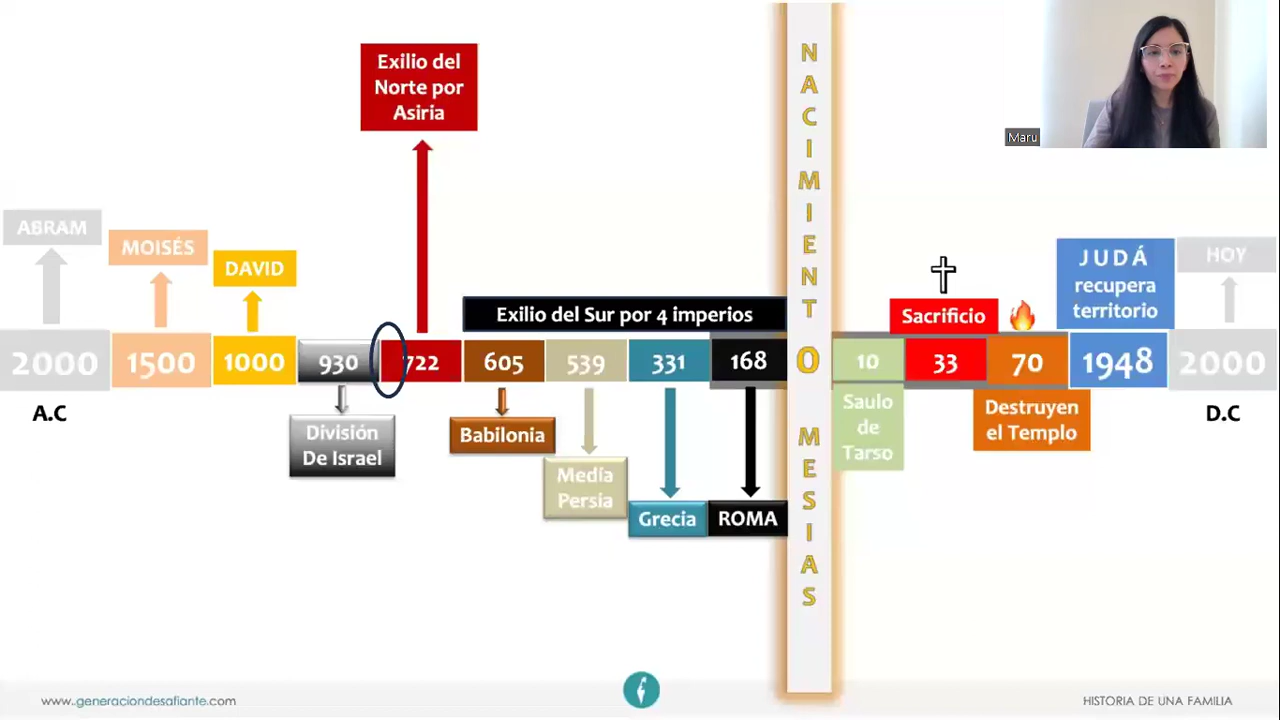 Exilio del
Norte por
Asiria
Maru
ABRAM
MOISÉS
DAVID
Exilio del Sur por 4 imperios
2000
1500
1000
930
722
605
539
331
168
A.C
División
De Israel
Babilonia
Media
Persia
Grecia
ROMA
NACIMIENTO MESIAS
Sacrificio
JUDÁ
recupera
territorio
HOY
10
33
70
1948
2000
Saulo
de
Tarso
Destruyen
el Templo
D.C
www.generaciondesafiante.com
HISTORIA DE UNA FAMILIA